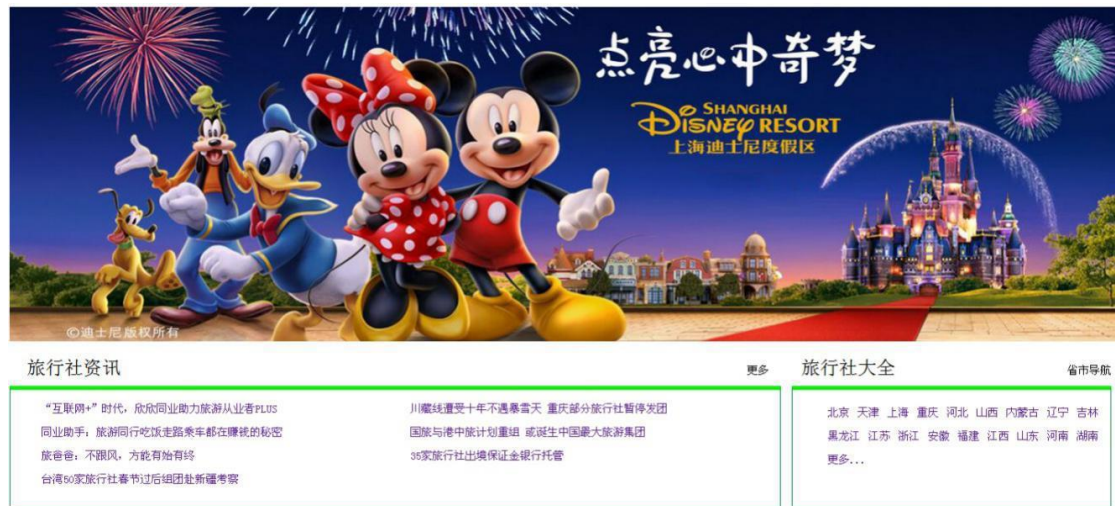 点亮心中奇梦
SHANGHAI
DISNEY RESORT
上海迪士尼度假区
©迪士尼版权所有
旅行社资讯
更多
“互联网+”时代，欣欣同业助力旅游从业者PLUS
同业助手：旅游同行吃饭走路乘车都在赚钱的秘密
旅爸爸：不跟风，方能有始有终
台湾50家旅行社春节过后组团赴新疆考察
川藏线遭受十年不遇暴雪天 重庆部分旅行社暂停发团
国旅与港中旅计划重组 或诞生中国最大旅游集团
35家旅行社出境保证金银行托管
旅行社大全
省市导航
北京 天津 上海 重庆 河北 山西 内蒙古 辽宁 吉林
黑龙江 江苏 浙江 安徽 福建 江西 山东 河南 湖南
更多...